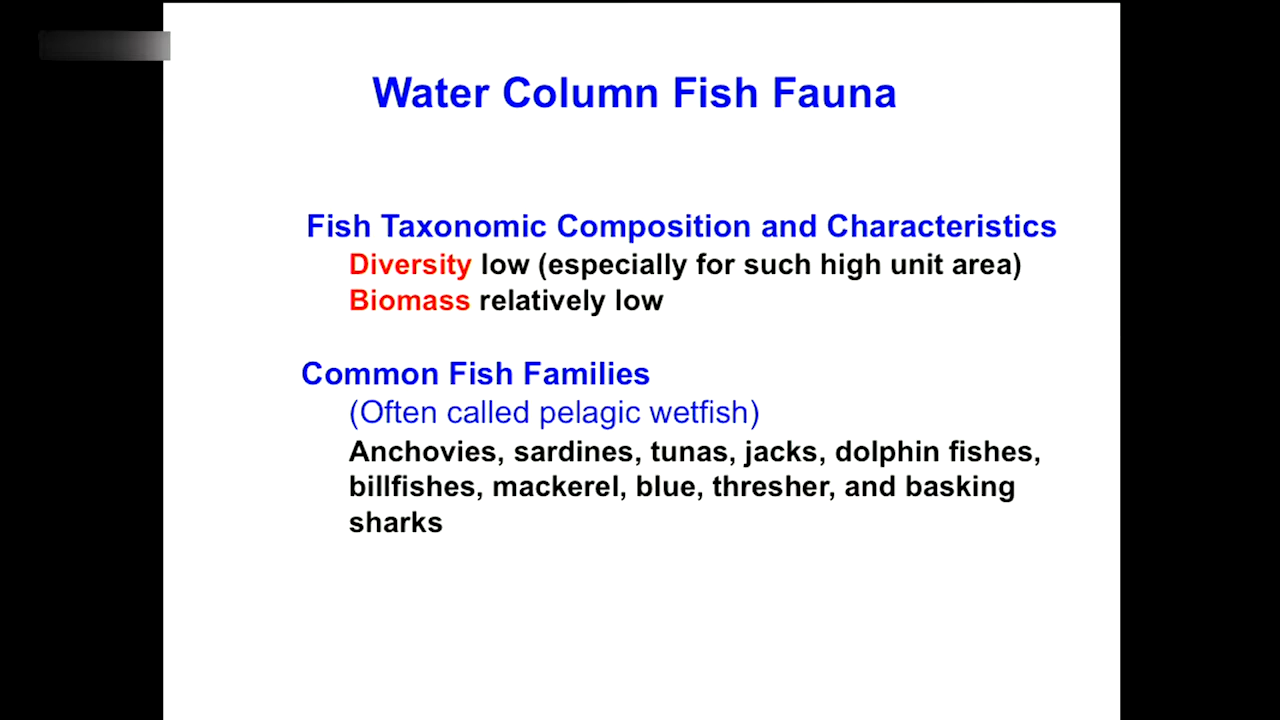 Water Column Fish Fauna
Fish Taxonomic Composition and Characteristics
Diversity low (especially for such high unit area)
Biomass relatively low
Common Fish Families
(Often called pelagic wetfish)
Anchovies, sardines, tunas, jacks, dolphin fishes,
billfishes, mackerel, blue, thresher, and basking
sharks